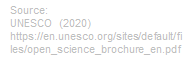 Source:
UNESCO (2020)
https://en.unesco.org/sites/default/fi
les/open_science_brochure_en.pdf